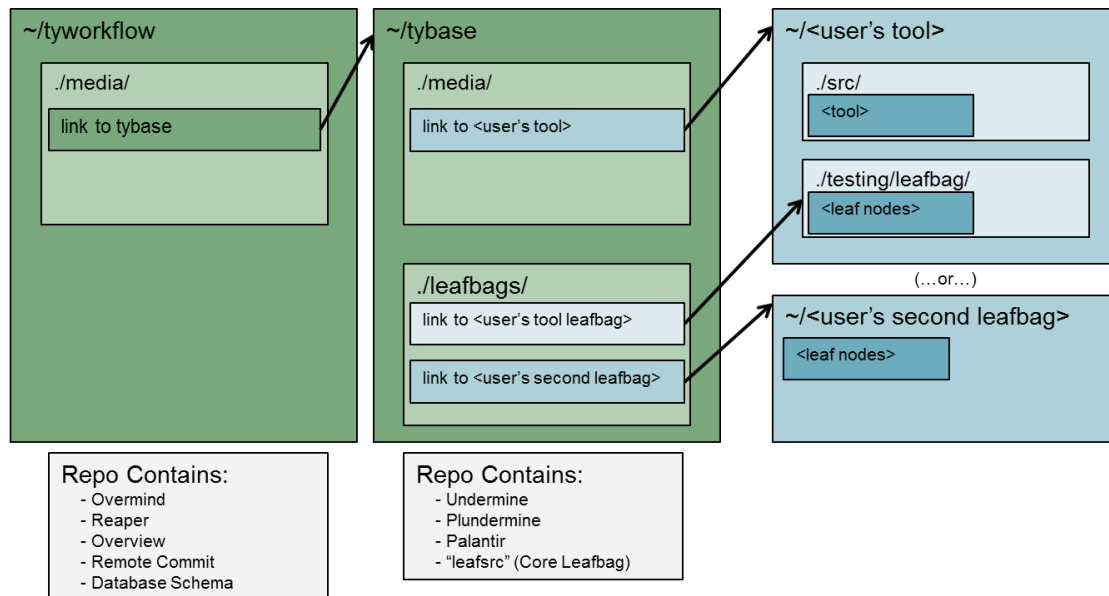 ~/tyworkflow
./media/
link to tybase
Repo Contains:
- Overmind
- Reaper
- Overview
- Remote Commit
- Database Schema
~/tybase
./media/
link to <user’s tool>
./leafbags/
link to <user’s tool leafbag>
link to <user’s second leafbag>
Repo Contains:
- Undermine
- Plundermine
- Palantir
- “leafsrc” (Core Leafbag)
~/<user’s tool>
./src/
<tool>
./testing/leafbag/
<leaf nodes>
(…or…)
~/<user’s second leafbag>
<leaf nodes>